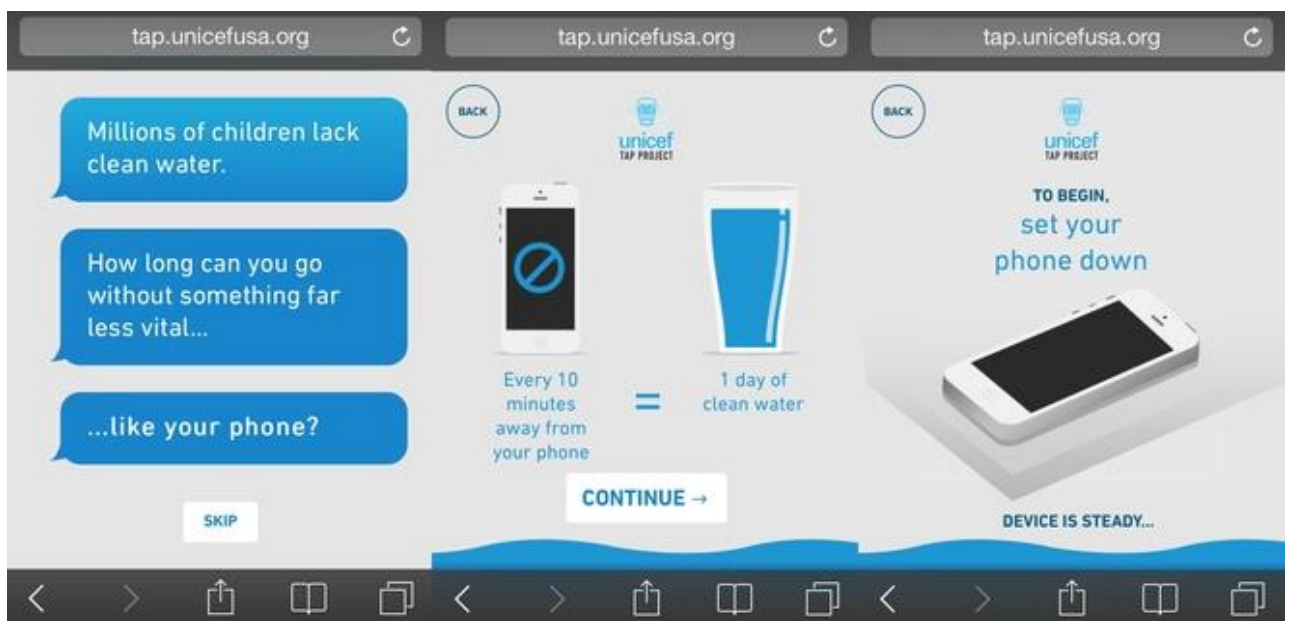 tap.unicefusa.org
Millions of children lack
clean water.
How long can you go
without something far
less vital...
...like your phone?
SKIP
tap.unicefusa.org
BACK
unicef
TAP PROJECT
Every 10
minutes
away from
your phone
=
1 day of
clean water
CONTINUE →
tap.unicefusa.org
BACK
unicef
TAP PROJECT
TO BEGIN,
set your
phone down
DEVICE IS STEADY...